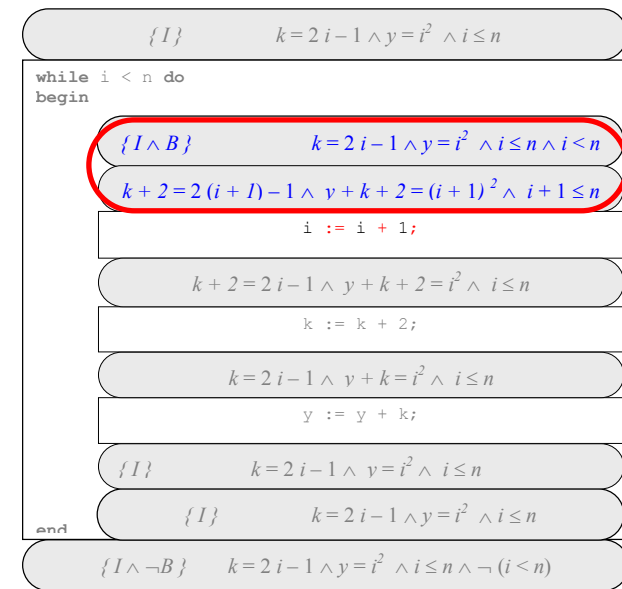 {I} k = 2 i – 1 ∧ y = i² ∧ i ≤ n
while i < n do
begin
{I ∧ B} k = 2 i – 1 ∧ y = i² ∧ i ≤ n ∧ i < n
k + 2 = 2 (i + 1) – 1 ∧ y + k + 2 = (i + 1)² ∧ i + 1 ≤ n
i := i + 1;
k + 2 = 2 i – 1 ∧ y + k + 2 = i² ∧ i ≤ n
k := k + 2;
k = 2 i – 1 ∧ y + k = i² ∧ i ≤ n
y := y + k;
{I} k = 2 i – 1 ∧ y = i² ∧ i ≤ n
{I} k = 2 i – 1 ∧ y = i² ∧ i ≤ n
end
{I ∧ ¬B} k = 2 i – 1 ∧ y = i² ∧ i ≤ n ∧ ¬ (i < n)